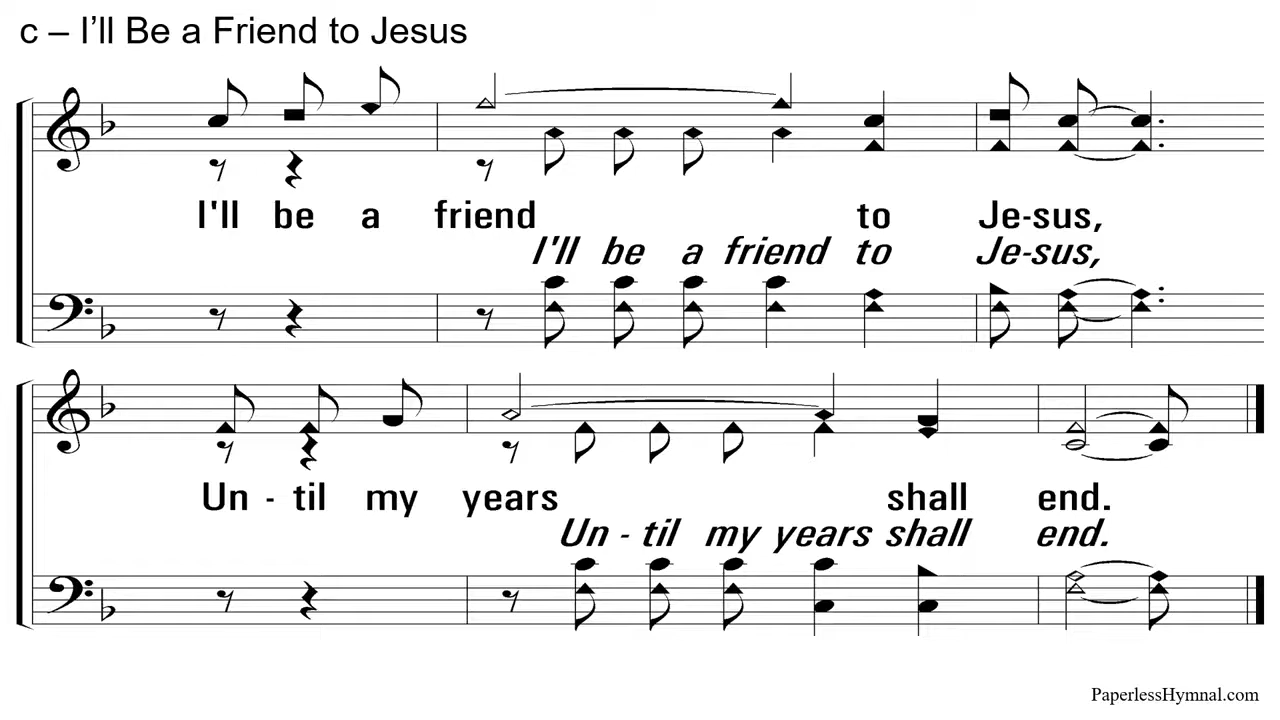 c – I’ll Be a Friend to Jesus
I'll be a friend to Je-sus,
I'll be a friend to Je-sus,
Un - til my years shall end.
Un - til my years shall end.
PaperlessHymnal.com